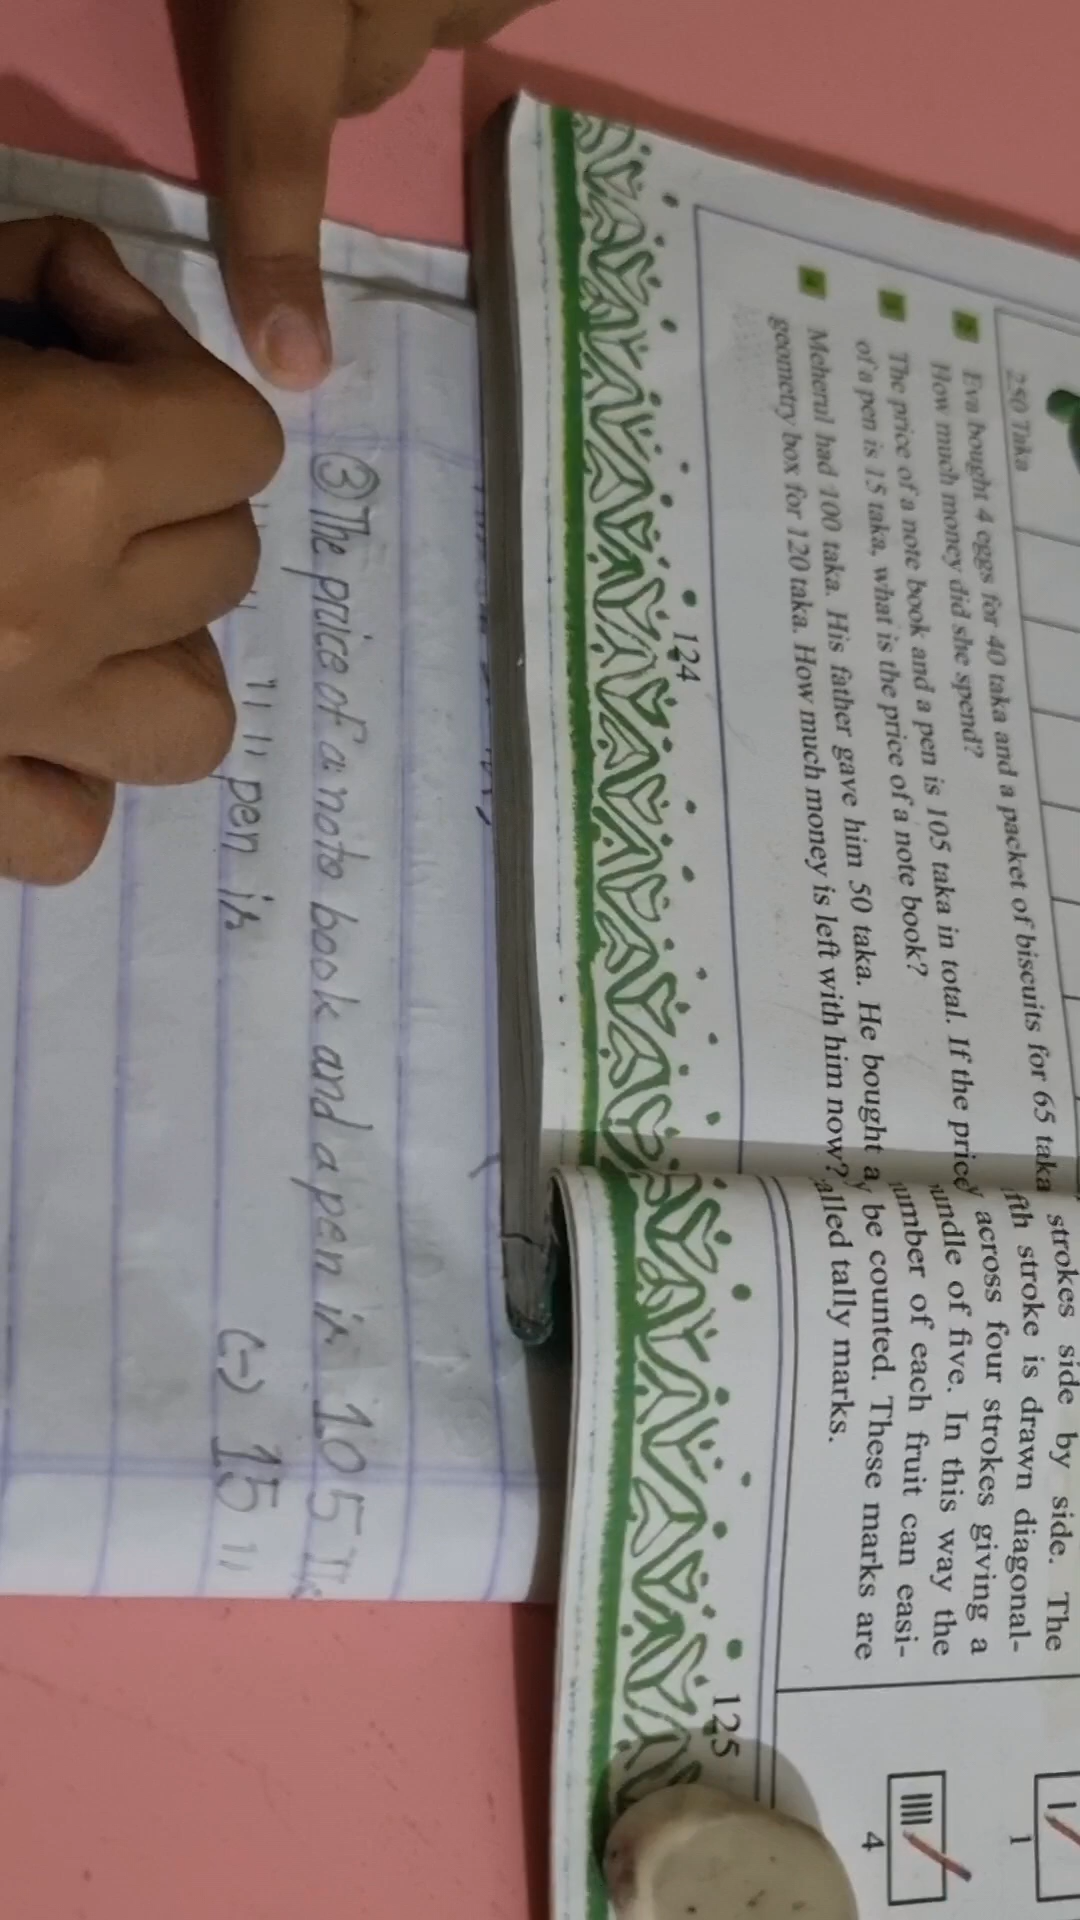 250 Taka
2 Eva bought 4 eggs for 40 taka and a packet of biscuits for 65 taka
How much money did she spend?
3 The price of a note book and a pen is 105 taka in total. If the price
of a pen is 15 taka, what is the price of a note book?
4 Meherul had 100 taka. His father gave him 50 taka. He bought a
geometry box for 120 taka. How much money is left with him now?
124
strokes side by side. The
fth stroke is drawn diagonal-
y across four strokes giving a
undle of five. In this way the
umber of each fruit can easi-
y be counted. These marks are
alled tally marks.
1
4
125
③ The price of a note book and a pen is 105 Tk
" " pen is (-) 15 "